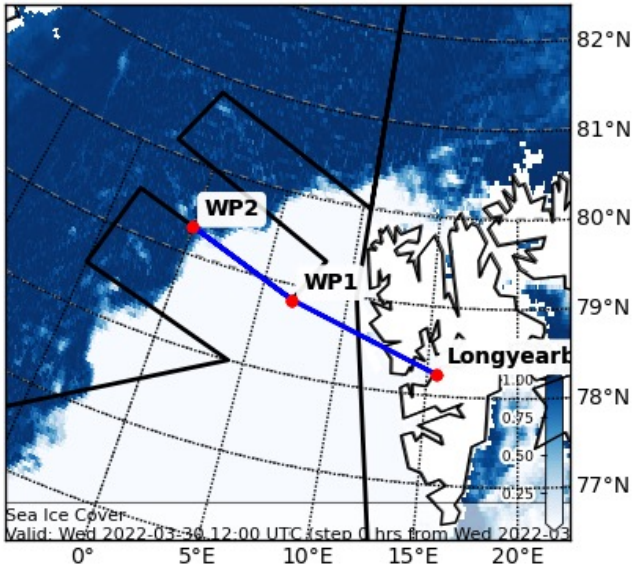 82°N
81°N
WP2
80°N
WP1
79°N
Longyearb
1.00
78°N
0.75
0.50
77°N
0.25
Sea Ice Cover
Valid: Wed 2022-03-30 12:00 UTC (step 0 hrs from Wed 2022-03
0° 5°E 10°E 15°E 20°E